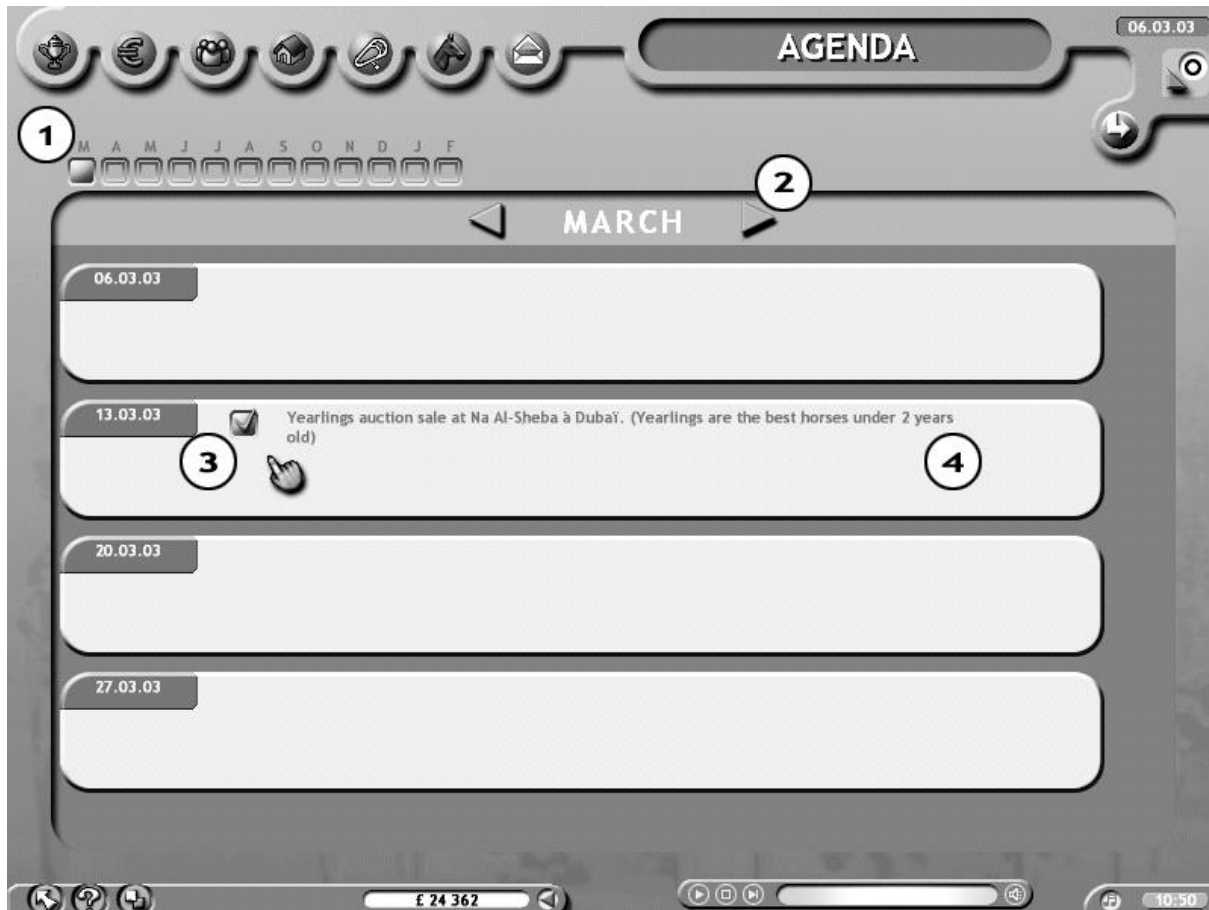 AGENDA
06.03.03
1
M A M J J A S O N D J F
2
MARCH
06.03.03
13.03.03
Yearlings auction sale at Na Al-Sheba à Dubaï. (Yearlings are the best horses under 2 years
old)
3
4
20.03.03
27.03.03
£ 24 362
10:50